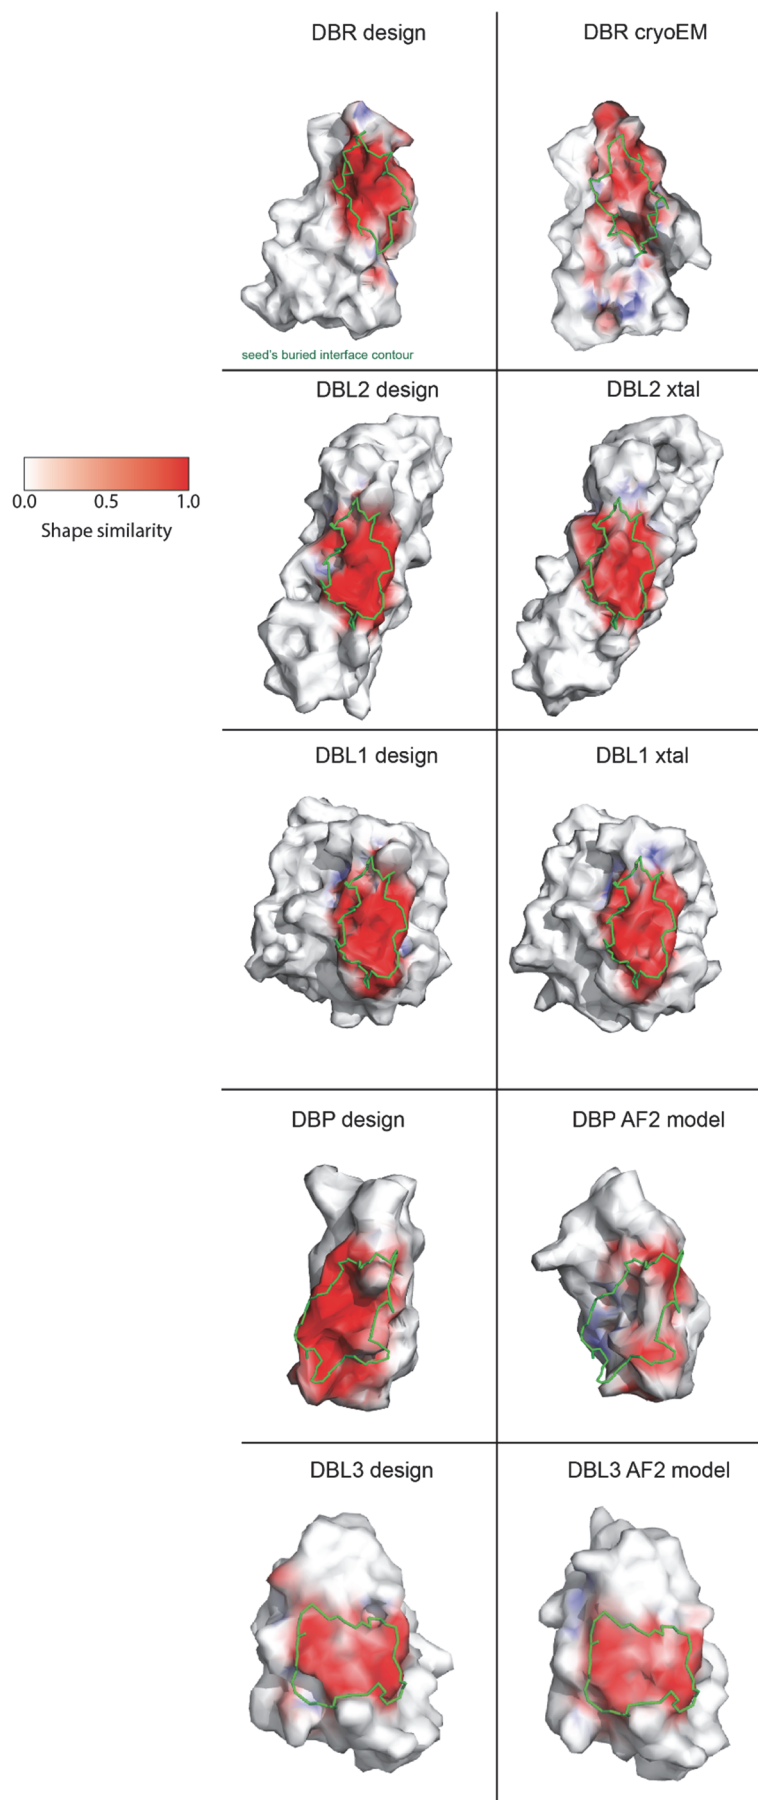 DBR design
DBR cryoEM
seed's buried interface contour
DBL2 design
DBL2 xtal
0.0
0.5
1.0
Shape similarity
DBL1 design
DBL1 xtal
DBP design
DBP AF2 model
DBL3 design
DBL3 AF2 model